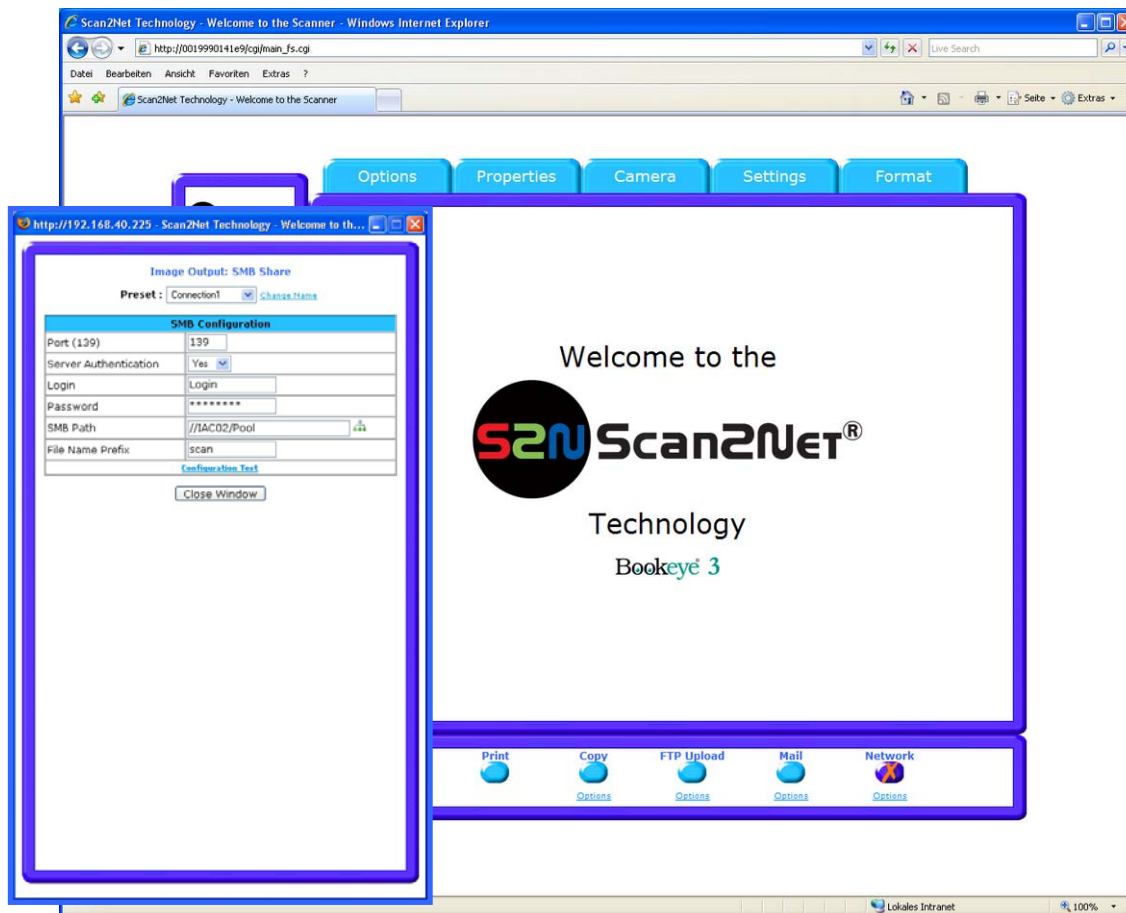 Scan2Net Technology - Welcome to the Scanner - Windows Internet Explorer
http://0019990141e9/cgi/main_fs.cgi
Live Search
Datei Bearbeiten Ansicht Favoriten Extras ?
Scan2Net Technology - Welcome to the Scanner
Seite Extras
Options Properties Camera Settings Format
http://192.168.40.225 - Scan2Net Technology - Welcome to th...
Image Output: SMB Share
Preset : Connection1 Change Name
SMB Configuration
Port (139) 139
Server Authentication Yes
Login Login
Password ********
SMB Path //IAC02/Pool
File Name Prefix scan
Configuration Test
Close Window
Welcome to the
S2N Scan2Net®
Technology
Bookeye® 3
Print Copy FTP Upload Mail Network
X
Options Options Options Options
Lokales Intranet 100%